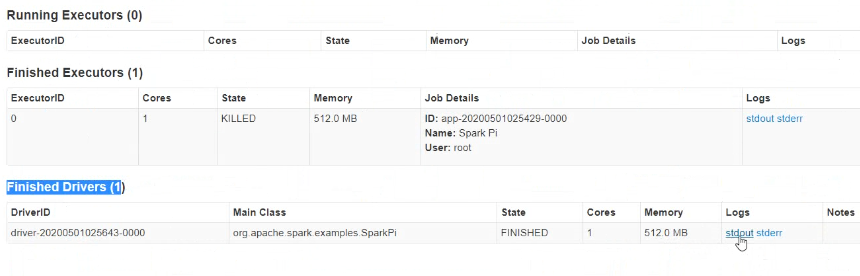 Running Executors (0)
ExecutorID Cores State Memory Job Details Logs
Finished Executors (1)
ExecutorID Cores State Memory Job Details Logs
0 1 KILLED 512.0 MB ID: app-20200501025429-0000 stdout stderr
Name: Spark Pi
User: root
Finished Drivers (1)
DriverID Main Class State Cores Memory Logs Notes
driver-20200501025643-0000 org.apache.spark.examples.SparkPi FINISHED 1 512.0 MB stdout stderr